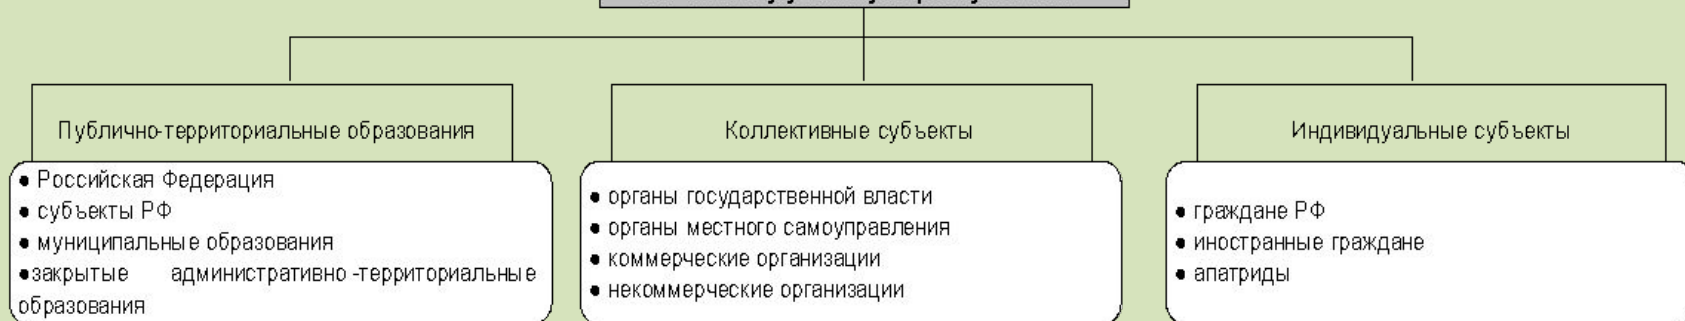 Публично-территориальные образования
Коллективные субъекты
Индивидуальные субъекты
• Российская Федерация
• субъекты РФ
• муниципальные образования
•закрытые административно-территориальные
образования
• органы государственной власти
• органы местного самоуправления
• коммерческие организации
• некоммерческие организации
• граждане РФ
• иностранные граждане
• апатриды